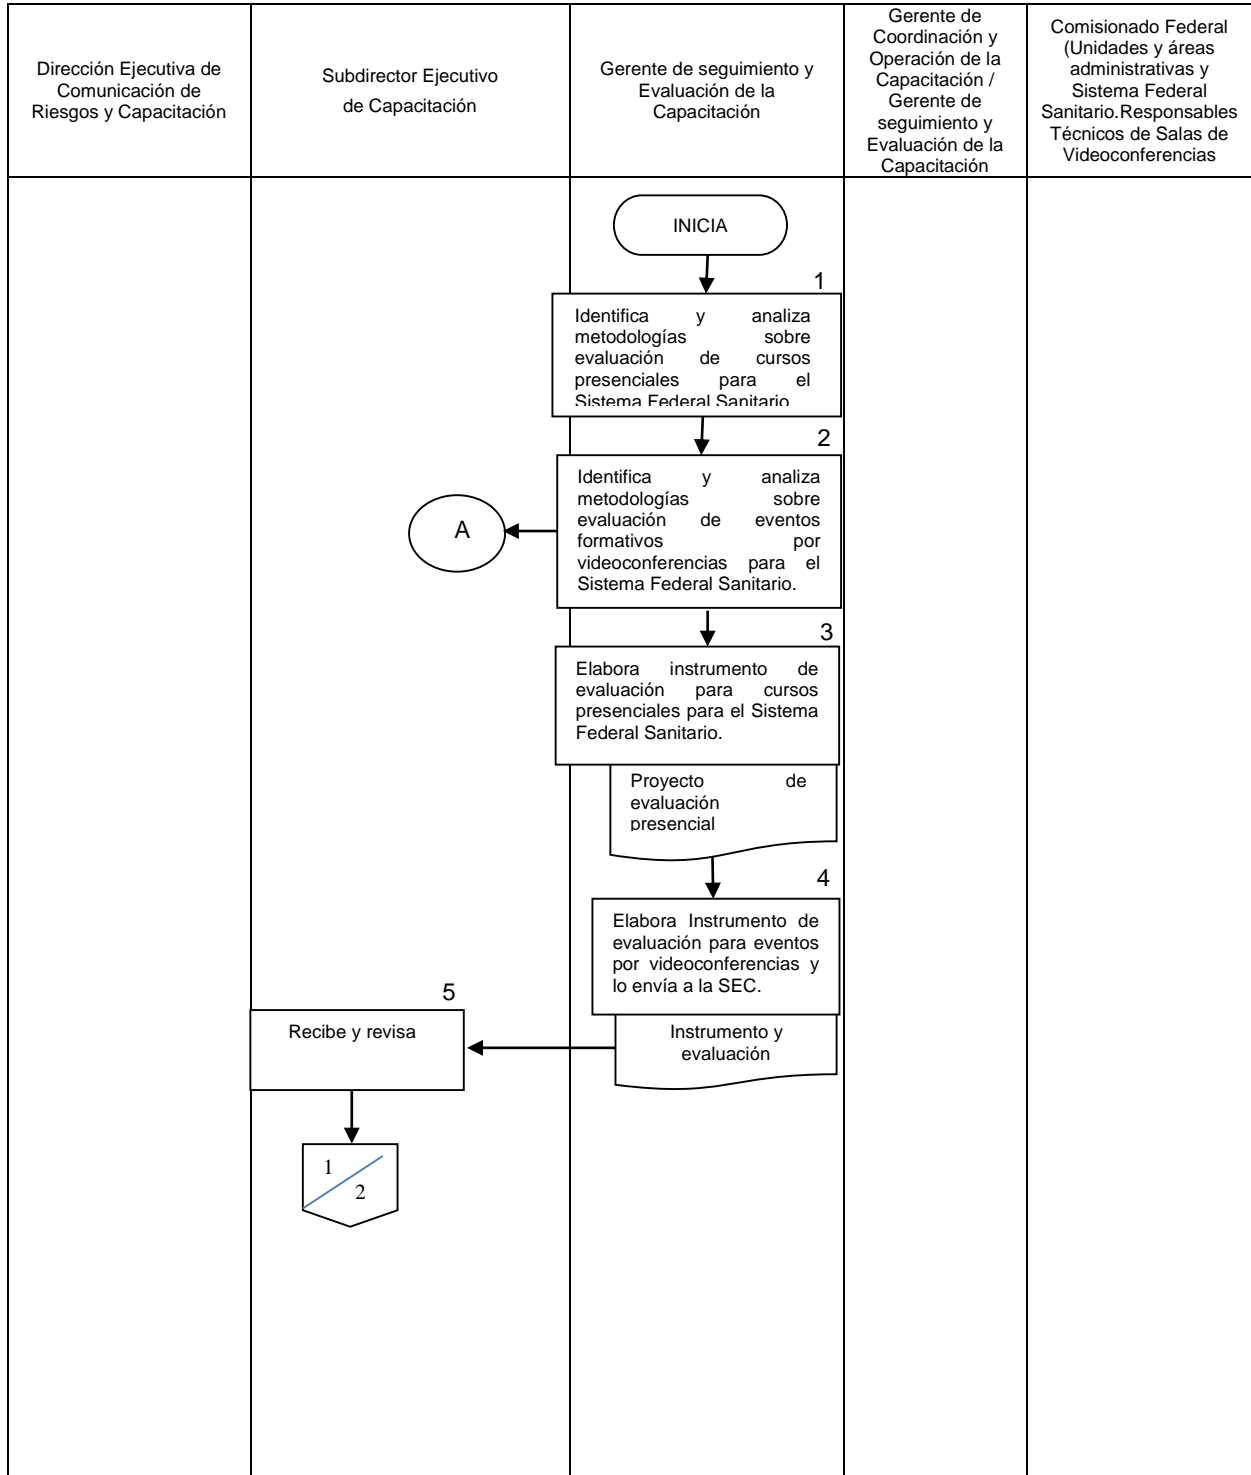 Dirección Ejecutiva de
Comunicación de
Riesgos y Capacitación
Subdirector Ejecutivo
de Capacitación
Gerente de seguimiento y
Evaluación de la
Capacitación
Gerente de
Coordinación y
Operación de la
Capacitación /
Gerente de
seguimiento y
Evaluación de la
Capacitación
Comisionado Federal
(Unidades y áreas
administrativas y
Sistema Federal
Sanitario.Responsables
Técnicos de Salas de
Videoconferencias
INICIA
1
Identifica y analiza
metodologías sobre
evaluación de cursos
presenciales para el
Sistema Federal Sanitario
2
Identifica y analiza
metodologías sobre
evaluación de eventos
formativos por
videoconferencias para el
Sistema Federal Sanitario.
A
3
Elabora instrumento de
evaluación para cursos
presenciales para el Sistema
Federal Sanitario.
Proyecto de
evaluación
presencial
4
Elabora Instrumento de
evaluación para eventos
por videoconferencias y
lo envía a la SEC.
Instrumento y
evaluación
5
Recibe y revisa
1
2